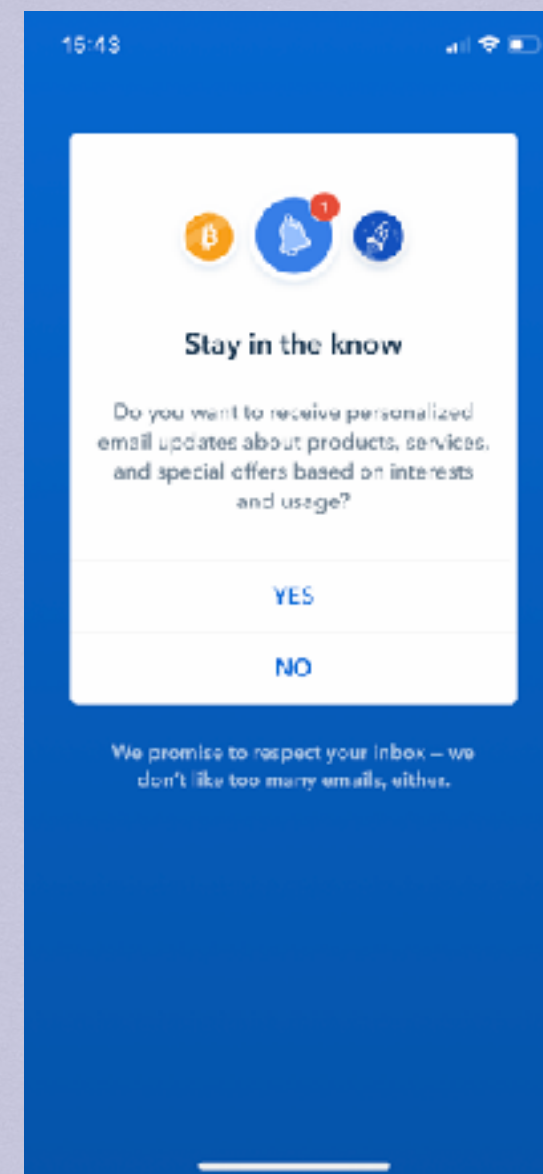 15:43
1
Stay in the know
Do you want to receive personalized
email updates about products, services,
and special offers based on interests
and usage?
YES
NO
We promise to respect your inbox – we
don't like too many emails, either.